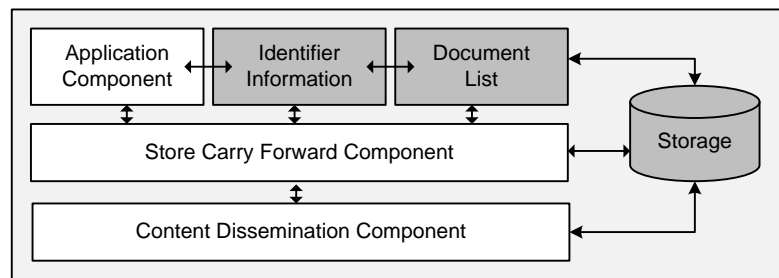 Application
Component
Identifier
Information
Document
List
Storage
Store Carry Forward Component
Content Dissemination Component